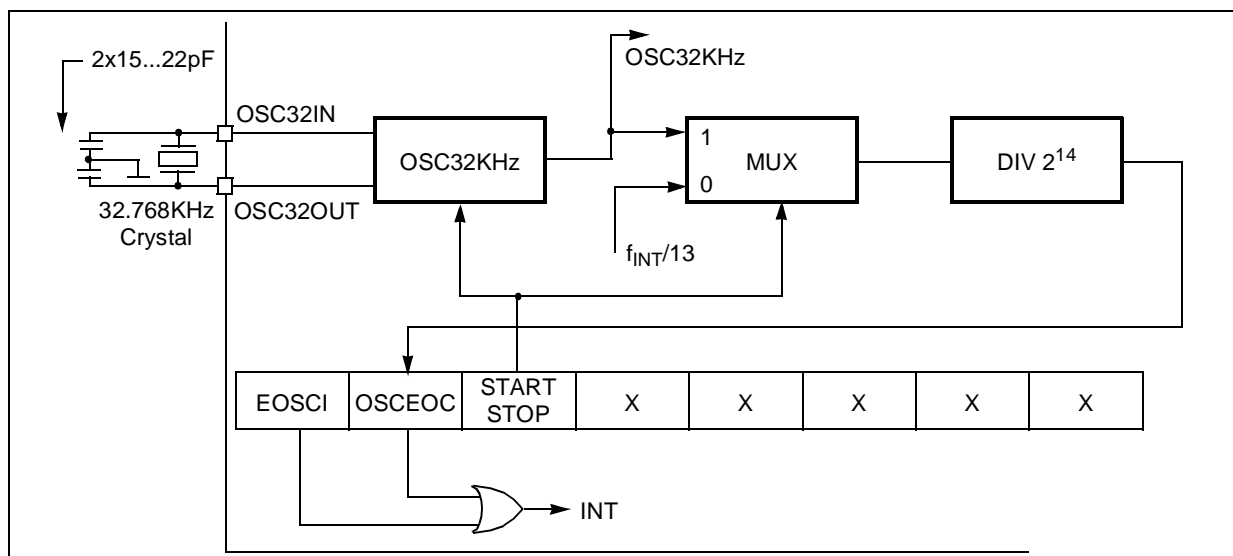 2x15...22pF
OSC32KHz
OSC32IN
OSC32KHz
1
0
MUX
DIV 2^14
OSC32OUT
32.768KHz
Crystal
fINT/13
EOSCI
OSCEOC
START
STOP
X
X
X
X
X
INT